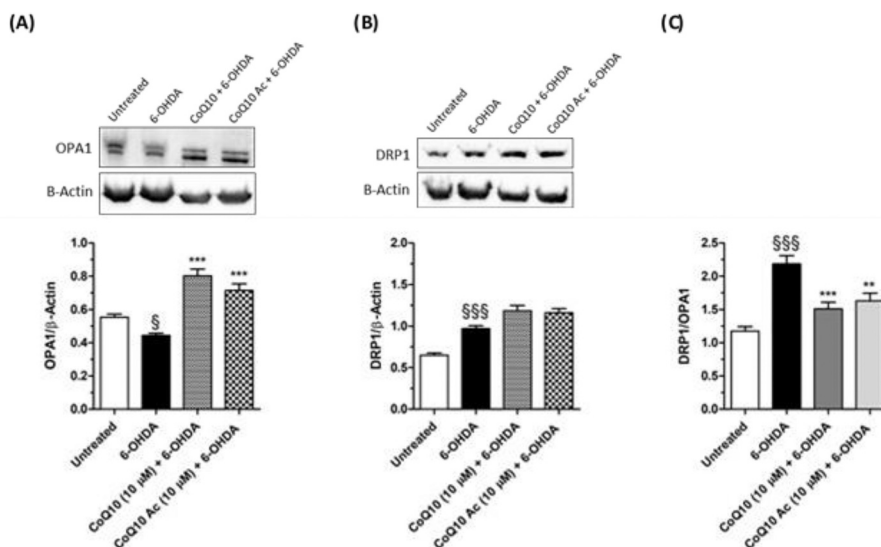 (A)
(B)
(C)
Untreated
6-OHDA
CoQ10 + 6-OHDA
CoQ10 Ac + 6-OHDA
OPA1
B-Actin
Untreated
6-OHDA
CoQ10 + 6-OHDA
CoQ10 Ac + 6-OHDA
DRP1
B-Actin
OPA1/β-Actin
1.0
0.8
0.6
0.4
0.2
0.0
§
***
***
Untreated
6-OHDA
CoQ10 (10 µM) + 6-OHDA
CoQ10 Ac (10 µM) + 6-OHDA
DRP1/β-Actin
2.0
1.5
1.0
0.5
0.0
§§§
Untreated
6-OHDA
CoQ10 (10 µM) + 6-OHDA
CoQ10 Ac (10 µM) + 6-OHDA
DRP1/OPA1
2.5
2.0
1.5
1.0
0.5
0.0
§§§
***
**
Untreated
6-OHDA
CoQ10 (10 µM) + 6-OHDA
CoQ10 Ac (10 µM) + 6-OHDA